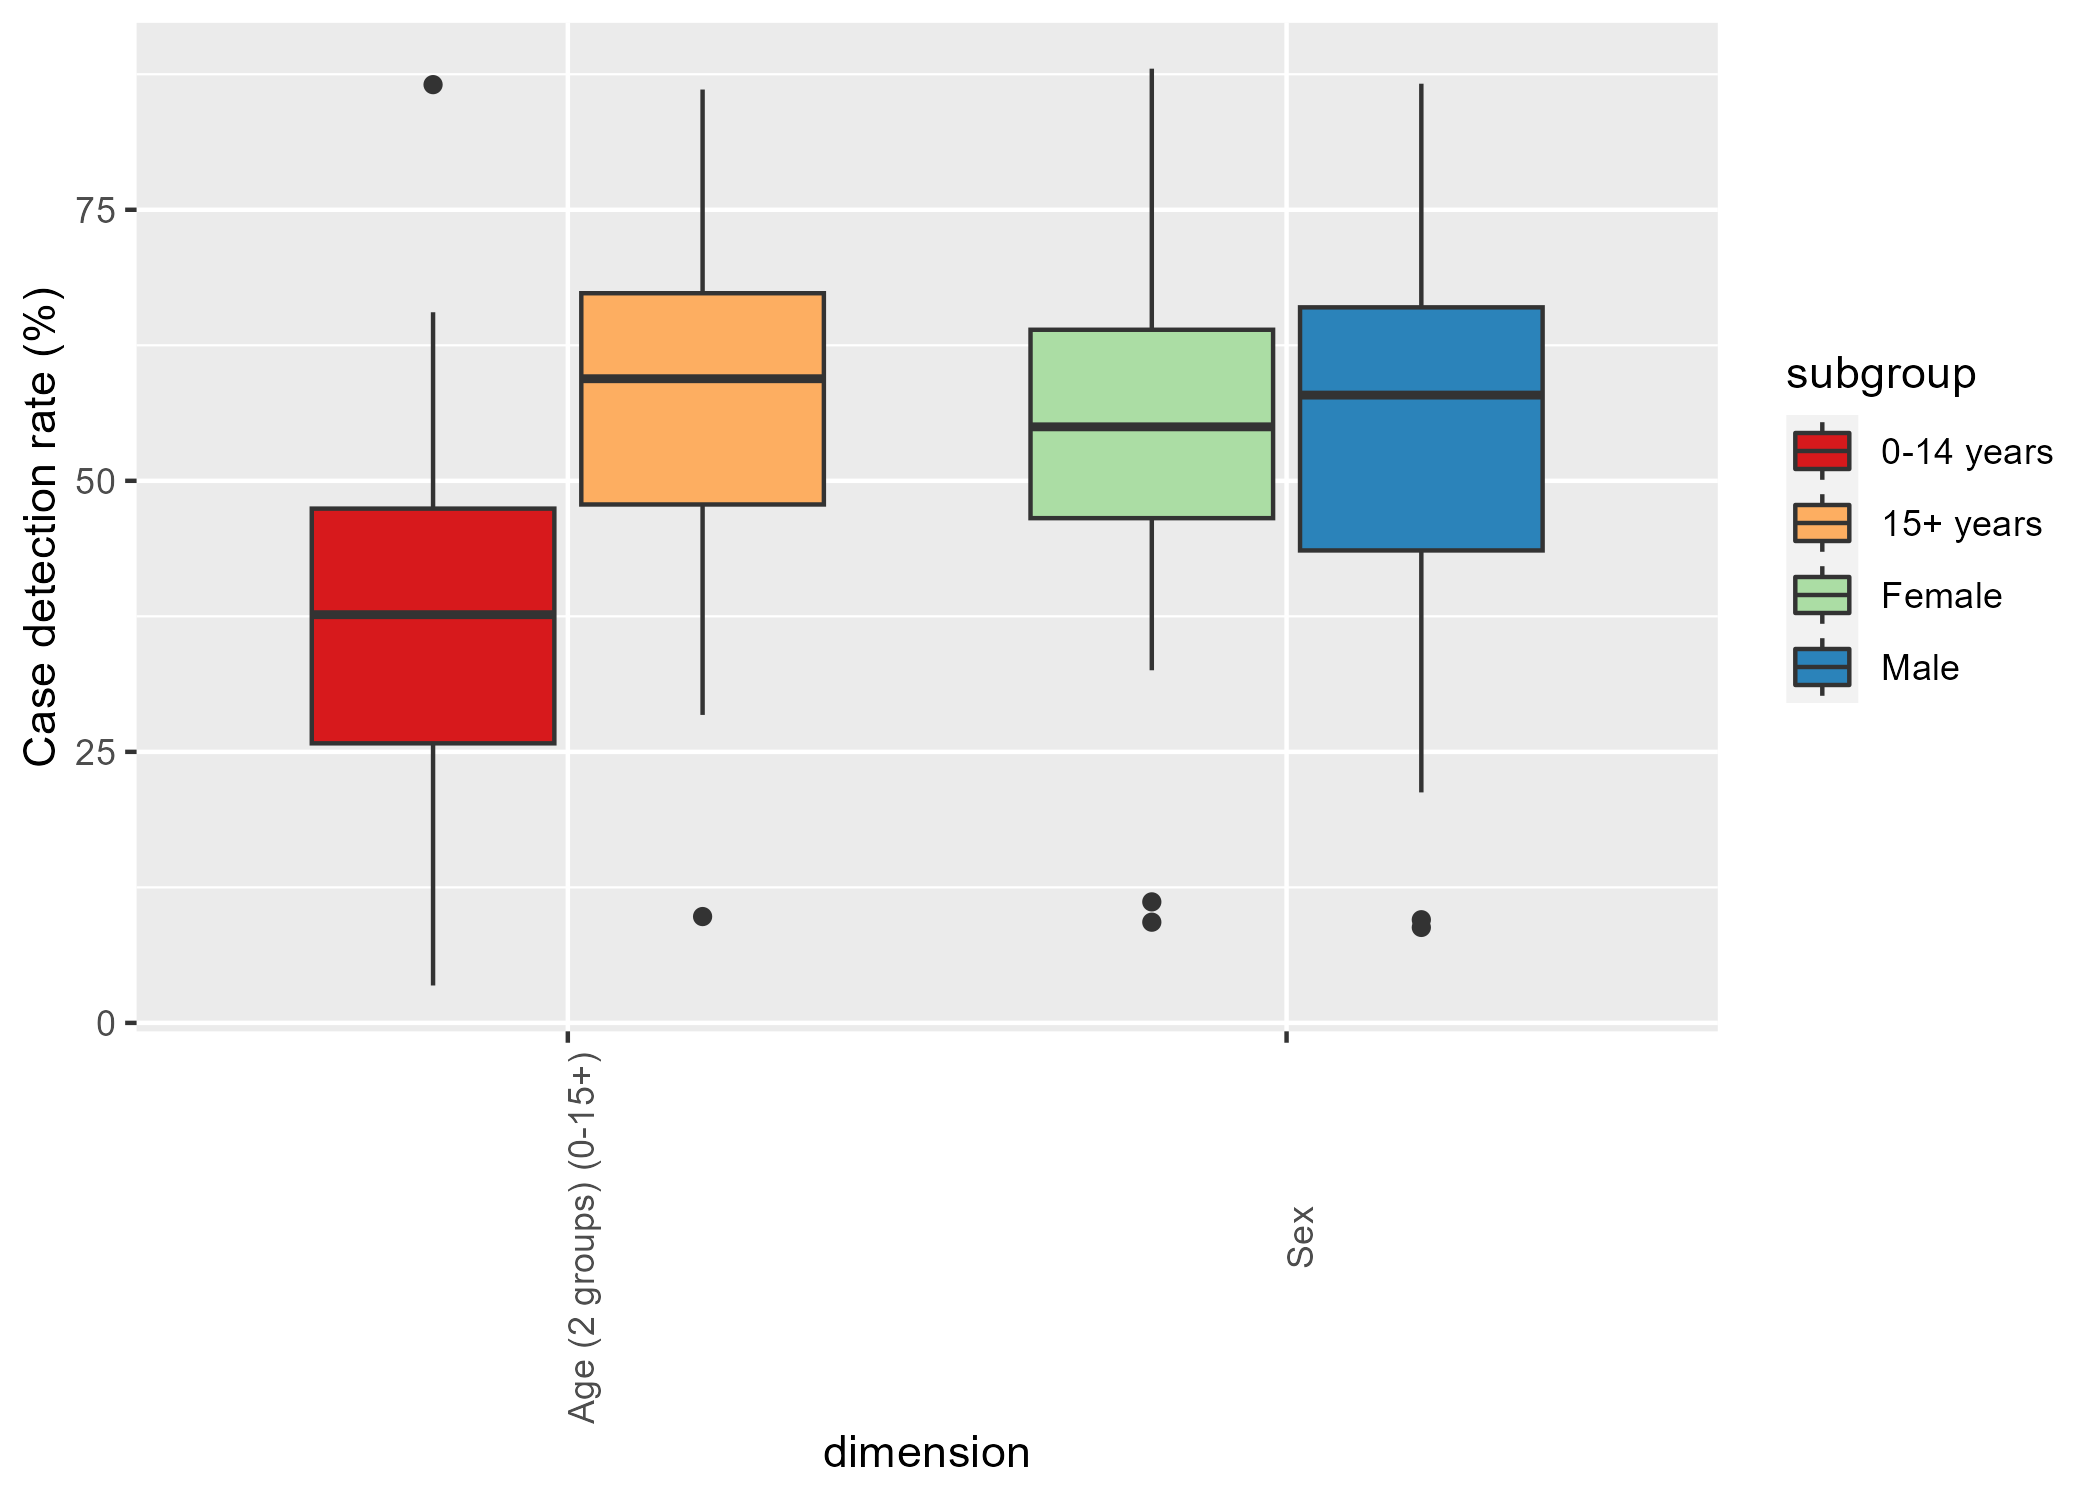 Case detection rate (%)
75
50
25
0
Age (2 groups) (0-15+)
Sex
dimension
subgroup
0-14 years
15+ years
Female
Male